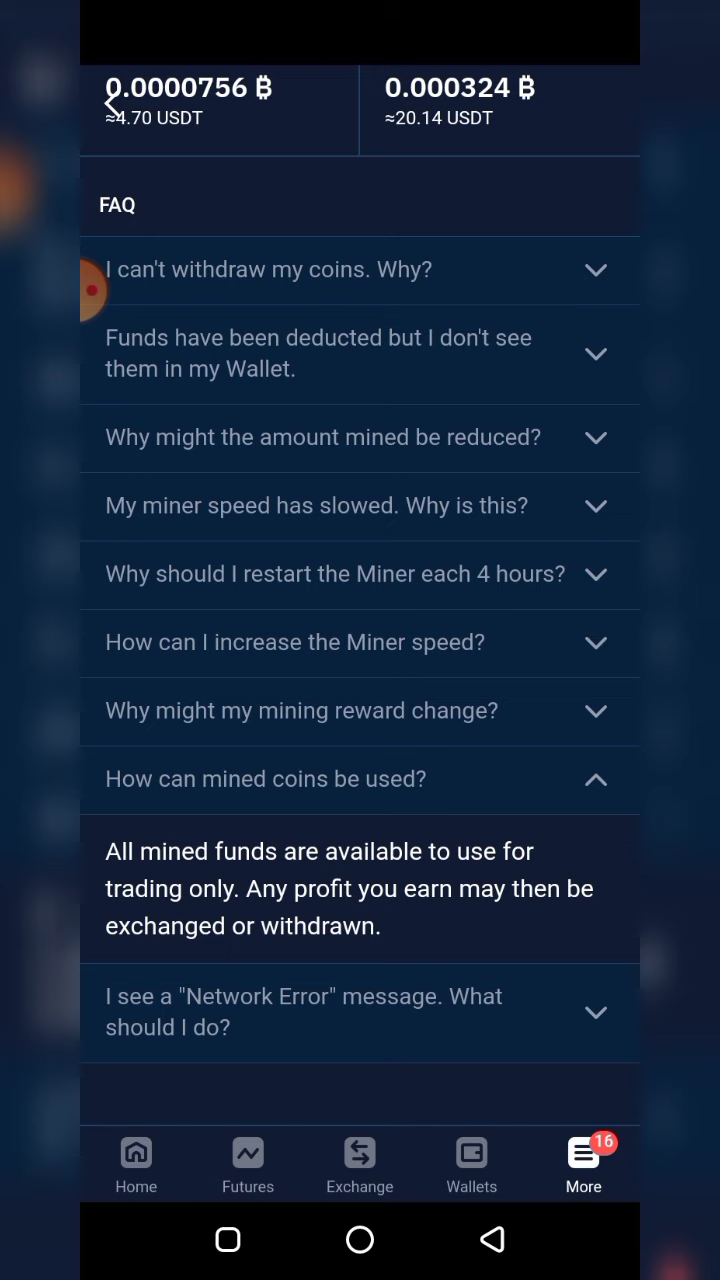 0.0000756 ₿
0.000324 ₿
≈4.70 USDT
≈20.14 USDT
FAQ
I can't withdraw my coins. Why?
Funds have been deducted but I don't see
them in my Wallet.
Why might the amount mined be reduced?
My miner speed has slowed. Why is this?
Why should I restart the Miner each 4 hours?
How can I increase the Miner speed?
Why might my mining reward change?
How can mined coins be used?
All mined funds are available to use for
trading only. Any profit you earn may then be
exchanged or withdrawn.
I see a "Network Error" message. What
should I do?
16
Home
Futures
Exchange
Wallets
More